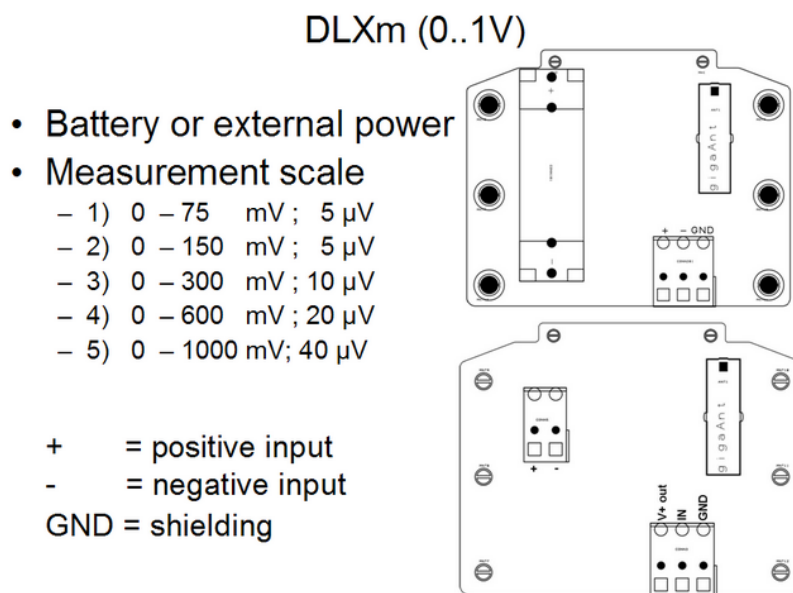 DLXm (0..1V)
• Battery or external power
• Measurement scale
– 1) 0 – 75 mV ; 5 µV
– 2) 0 – 150 mV ; 5 µV
– 3) 0 – 300 mV ; 10 µV
– 4) 0 – 600 mV ; 20 µV
– 5) 0 – 1000 mV; 40 µV
+ = positive input
- = negative input
GND = shielding
+
–
gigaAnt
+ – GND
gigaAnt
+ -
V+ out IN GND